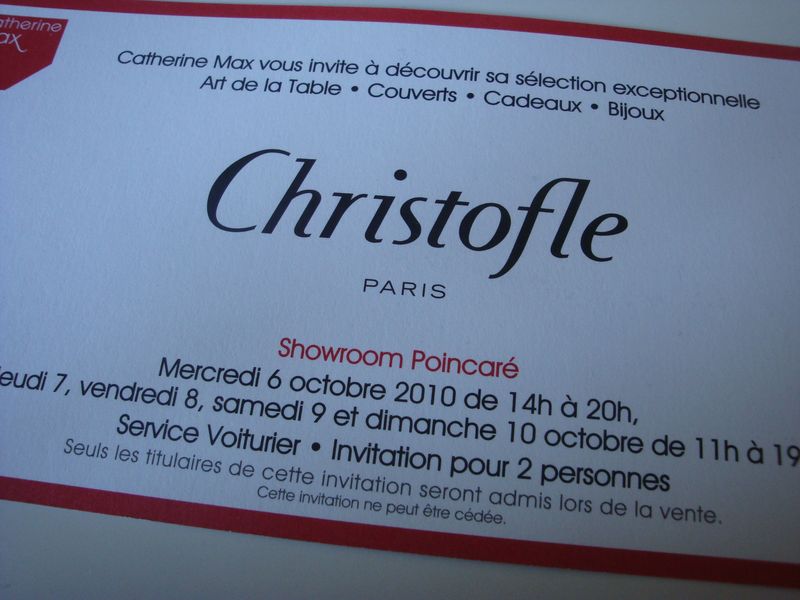 Catherine
Max
Catherine Max vous invite à découvrir sa sélection exceptionnelle
Art de la Table • Couverts • Cadeaux • Bijoux
Christofle
PARIS
Showroom Poincaré
Mercredi 6 octobre 2010 de 14h à 20h,
jeudi 7, vendredi 8, samedi 9 et dimanche 10 octobre de 11h à 19
Service Voiturier • Invitation pour 2 personnes
Seuls les titulaires de cette invitation seront admis lors de la vente.
Cette invitation ne peut être cédée.